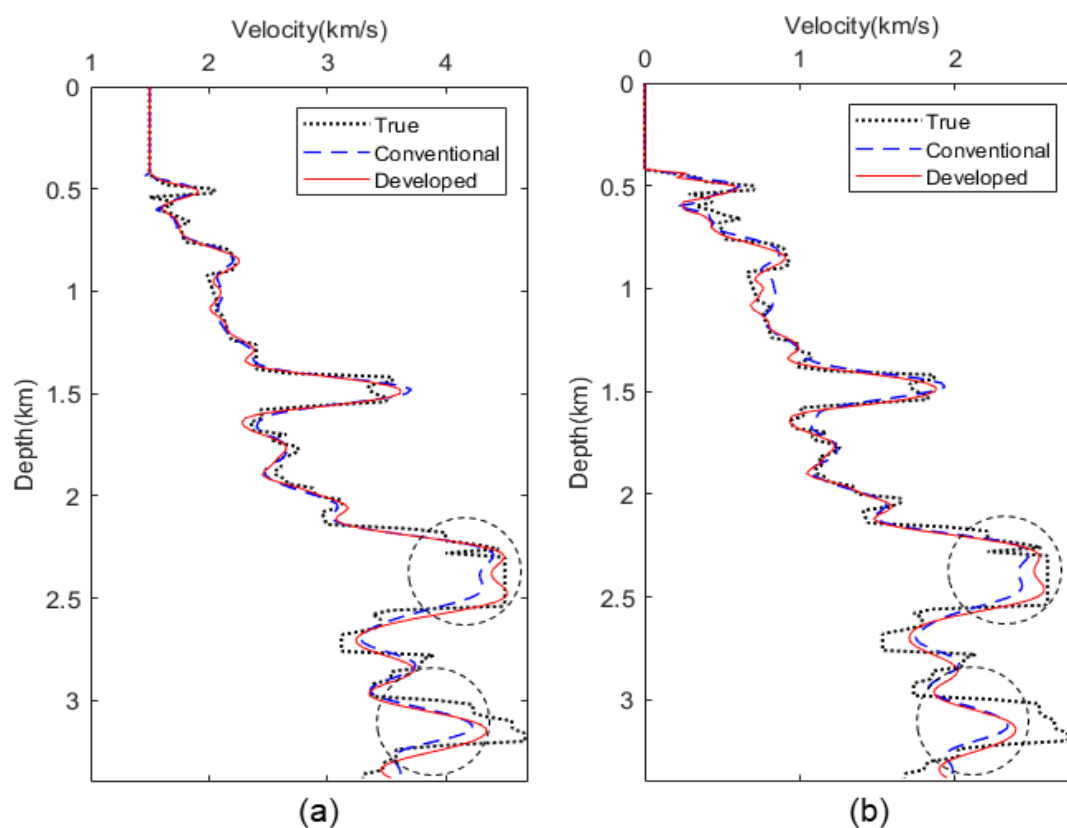 Velocity(km/s)
1 2 3 4
0
0.5
1
1.5
2
2.5
3
Depth(km)
True
Conventional
Developed
(a)
Velocity(km/s)
0 1 2
0
0.5
1
1.5
2
2.5
3
Depth(km)
True
Conventional
Developed
(b)